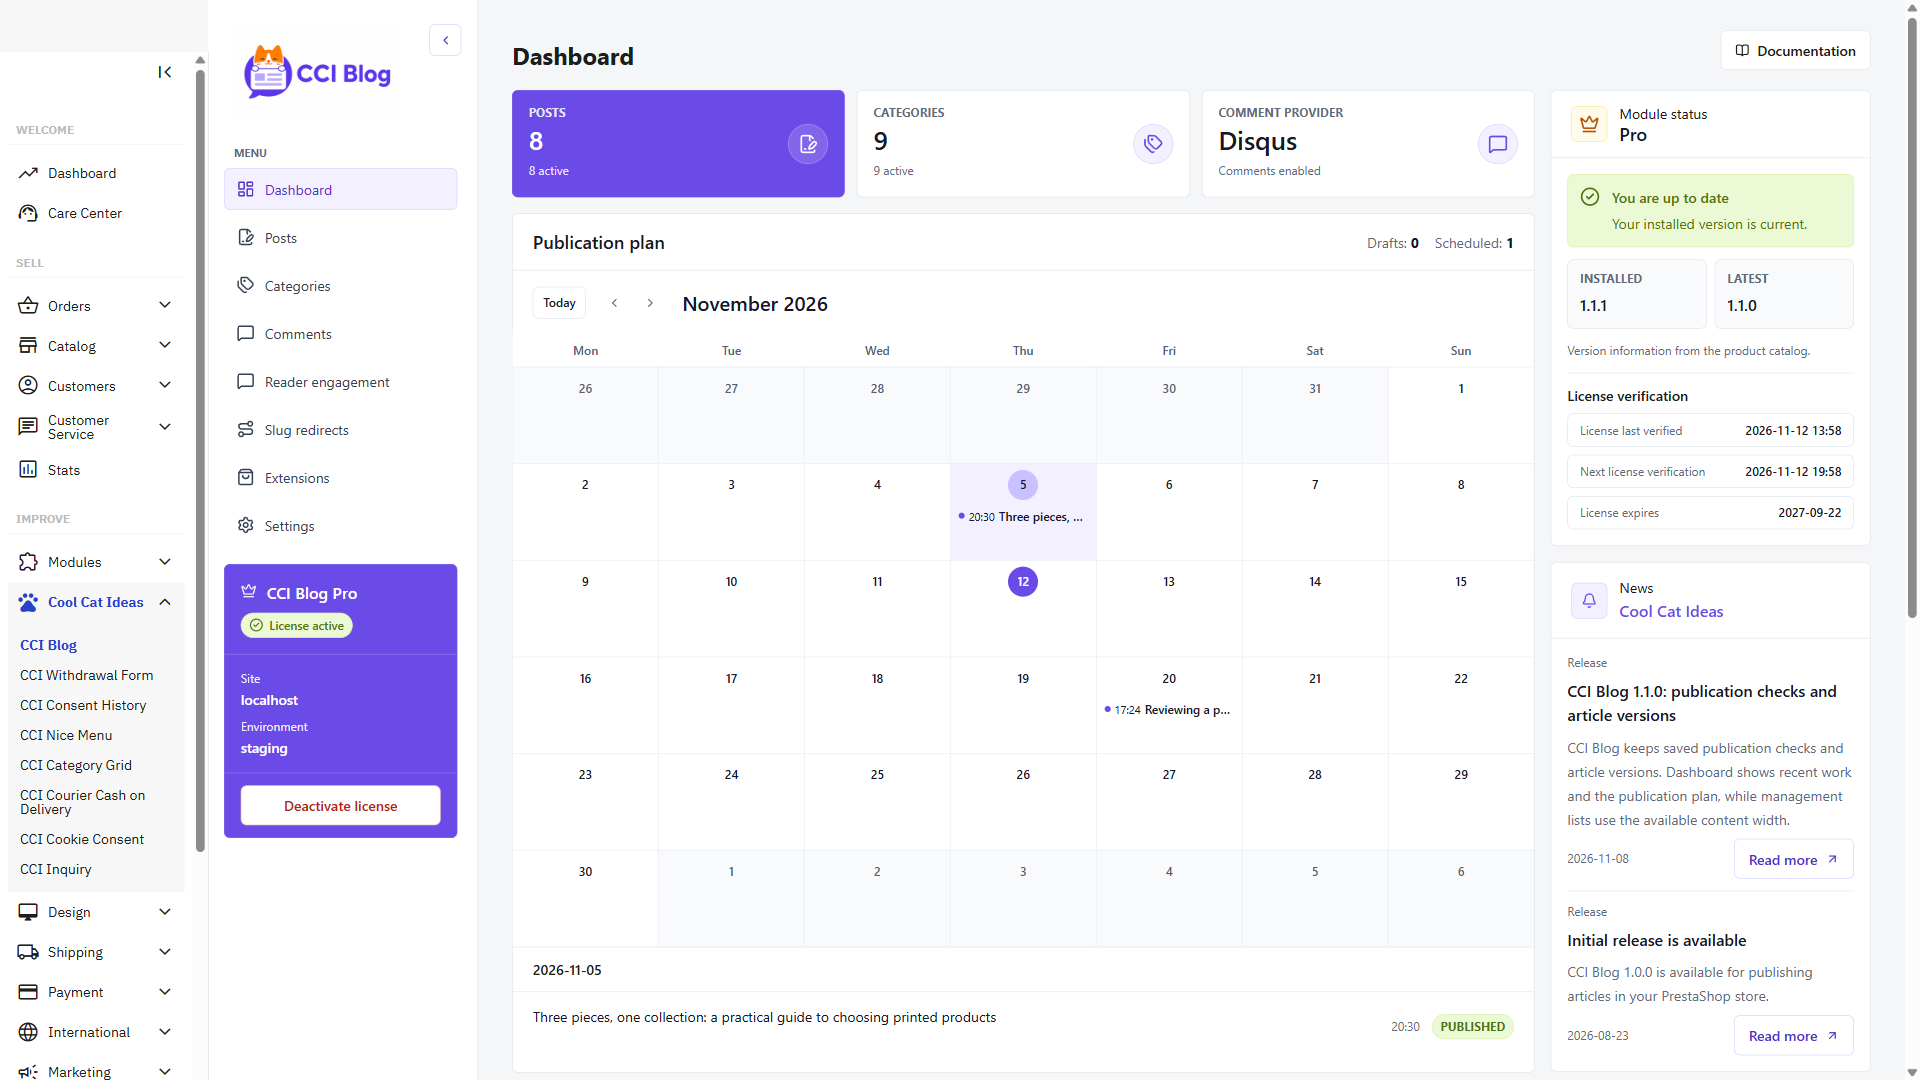 WELCOME
Dashboard
Care Center
SELL
Orders
Catalog
Customers
Customer
Service
Stats
IMPROVE
Modules
Cool Cat Ideas
CCI Blog
CCI Withdrawal Form
CCI Consent History
CCI Nice Menu
CCI Category Grid
CCI Courier Cash on
Delivery
CCI Cookie Consent
CCI Inquiry
Design
Shipping
Payment
International
Marketing
CCI Blog
MENU
Dashboard
Posts
Categories
Comments
Reader engagement
Slug redirects
Extensions
Settings
CCI Blog Pro
License active
Site
localhost
Environment
staging
Deactivate license
Dashboard
Documentation
POSTS
8
8 active
CATEGORIES
9
9 active
COMMENT PROVIDER
Disqus
Comments enabled
Publication plan
Drafts: 0 Scheduled: 1
Today
November 2026
Mon Tue Wed Thu Fri Sat Sun
26 27 28 29 30 31 1
2 3 4 5 6 7 8
20:30 Three pieces, ...
9 10 11 12 13 14 15
16 17 18 19 20 21 22
17:24 Reviewing a p...
23 24 25 26 27 28 29
30 1 2 3 4 5 6
2026-11-05
Three pieces, one collection: a practical guide to choosing printed products
20:30 PUBLISHED
Module status
Pro
You are up to date
Your installed version is current.
INSTALLED
1.1.1
LATEST
1.1.0
Version information from the product catalog.
License verification
License last verified 2026-11-12 13:58
Next license verification 2026-11-12 19:58
License expires 2027-09-22
News
Cool Cat Ideas
Release
CCI Blog 1.1.0: publication checks and
article versions
CCI Blog keeps saved publication checks and
article versions. Dashboard shows recent work
and the publication plan, while management
lists use the available content width.
2026-11-08
Read more
Release
Initial release is available
CCI Blog 1.0.0 is available for publishing
articles in your PrestaShop store.
2026-08-23
Read more